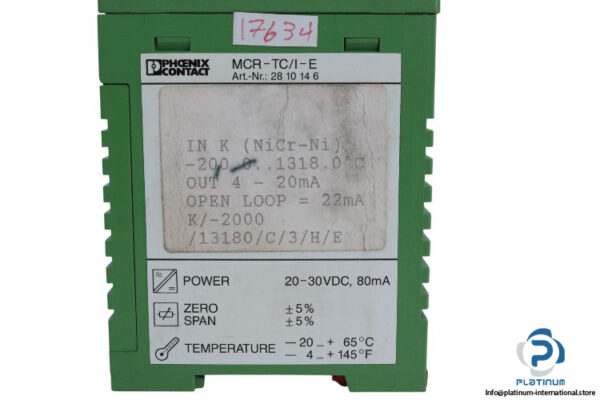 17634
PHŒNIX
CONTACT
MCR-TC/I-E
Art.-Nr.: 28 10 14 6
IN K (NiCr-Ni)
-200.0..1318.0°C
OUT 4 - 20mA
OPEN LOOP = 22mA
K/-2000
/13180/C/3/H/E
POWER 20-30VDC, 80mA
ZERO ±5%
SPAN ±5%
TEMPERATURE -20 ... + 65°C
- 4 ... +145°F
PLATINUM
INTERNATIONAL
info@platinum-international.store